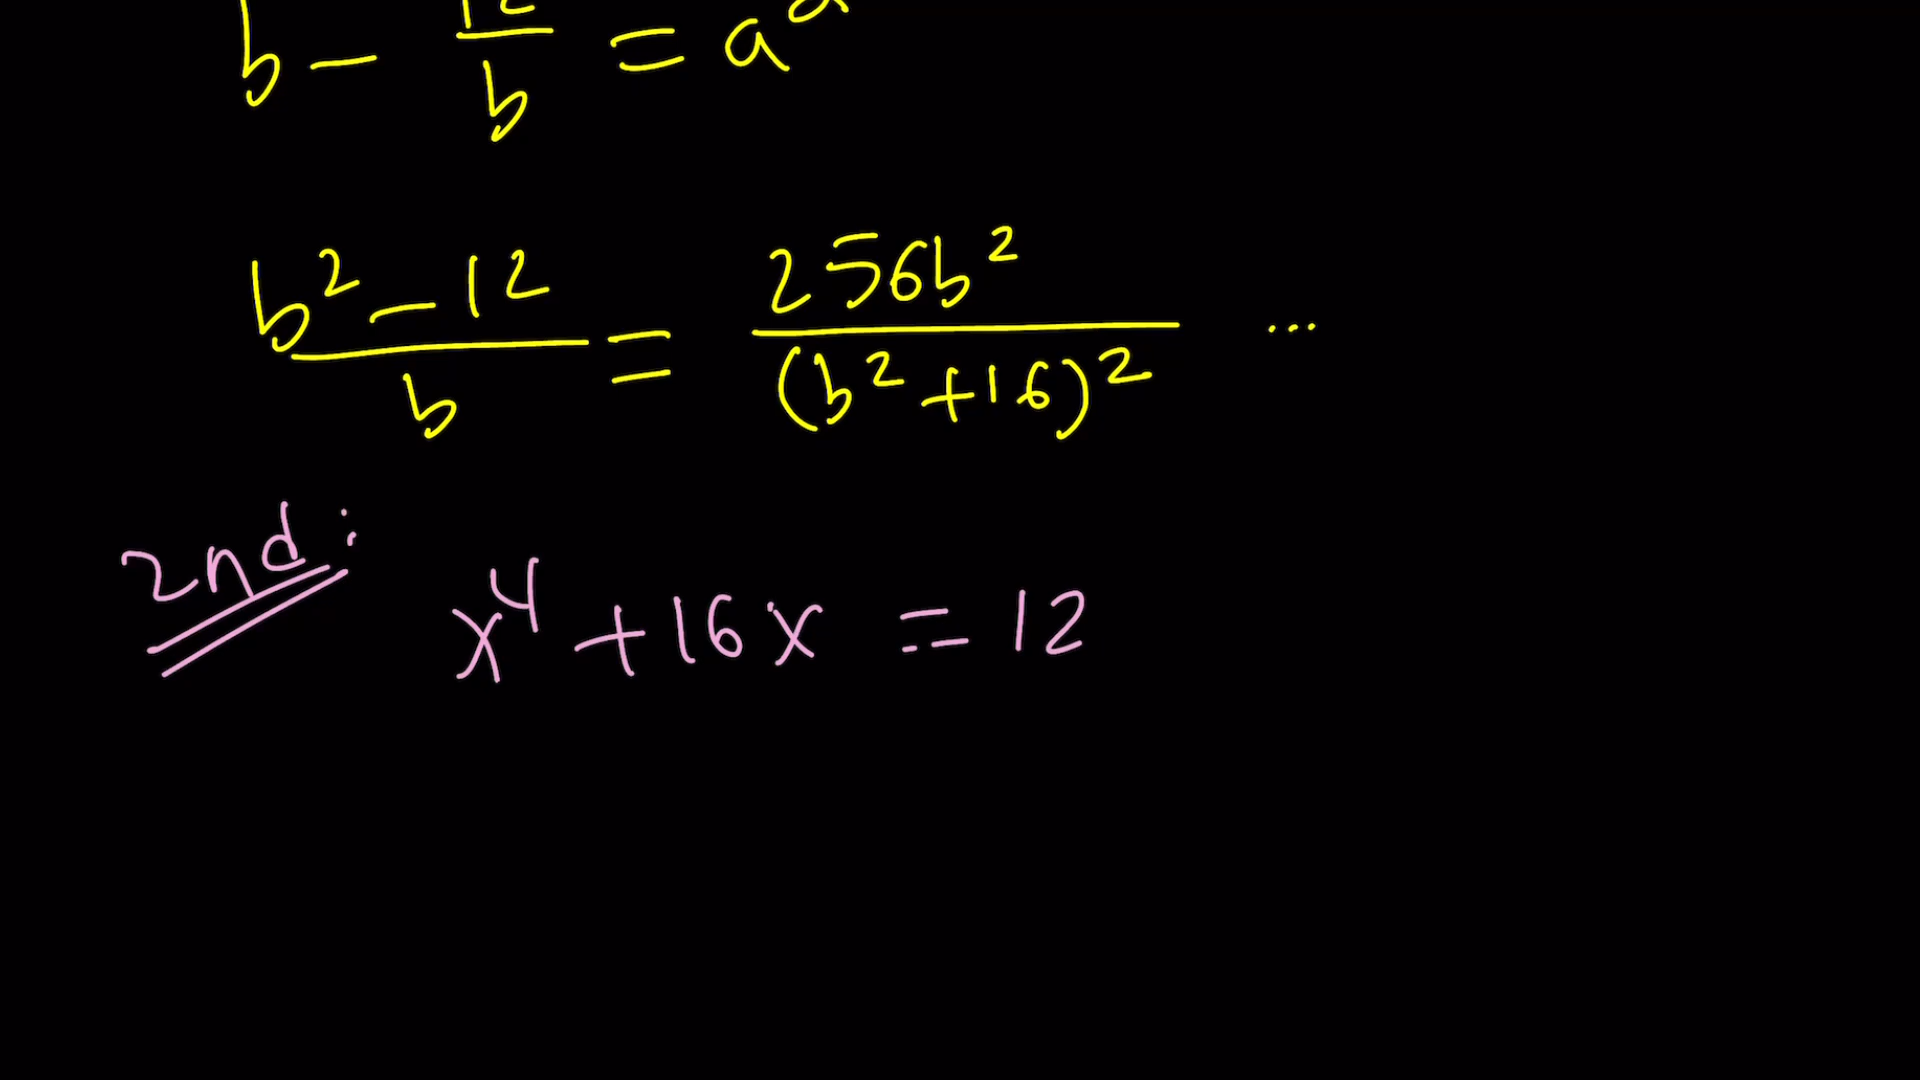 b - 12/b = a²
(b² - 12)/b = 256b²/(b² + 16)² ...
2nd: x⁴ + 16x = 12